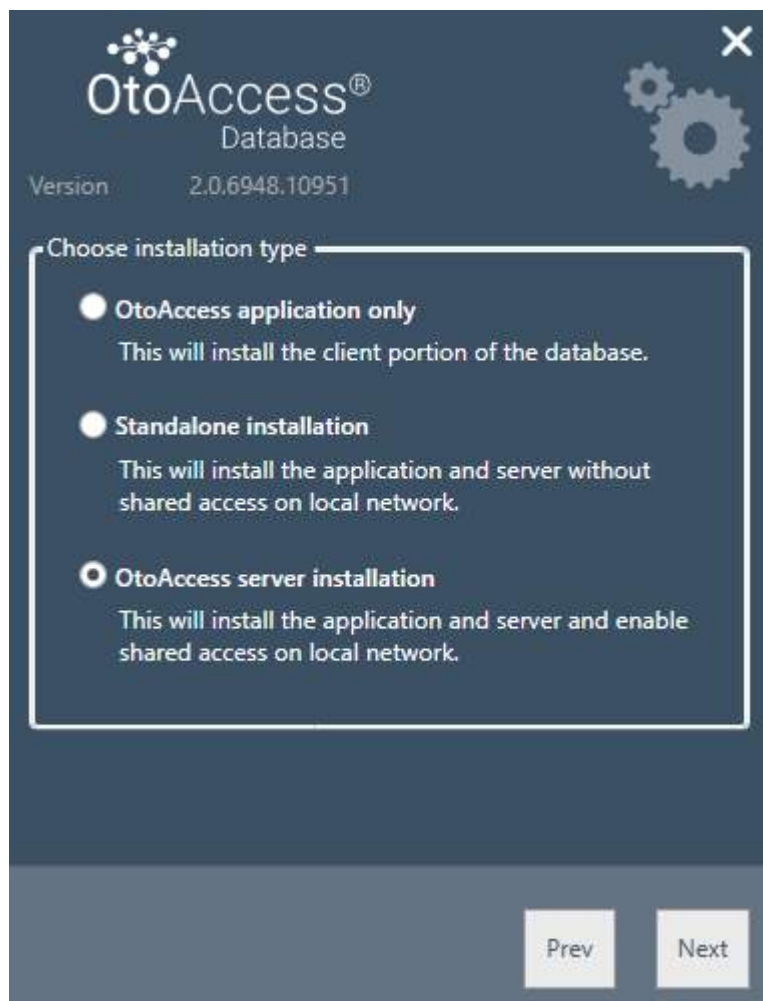 OtoAccess®
Database
Version 2.0.6948.10951
Choose installation type
OtoAccess application only
This will install the client portion of the database.
Standalone installation
This will install the application and server without
shared access on local network.
OtoAccess server installation
This will install the application and server and enable
shared access on local network.
Prev Next